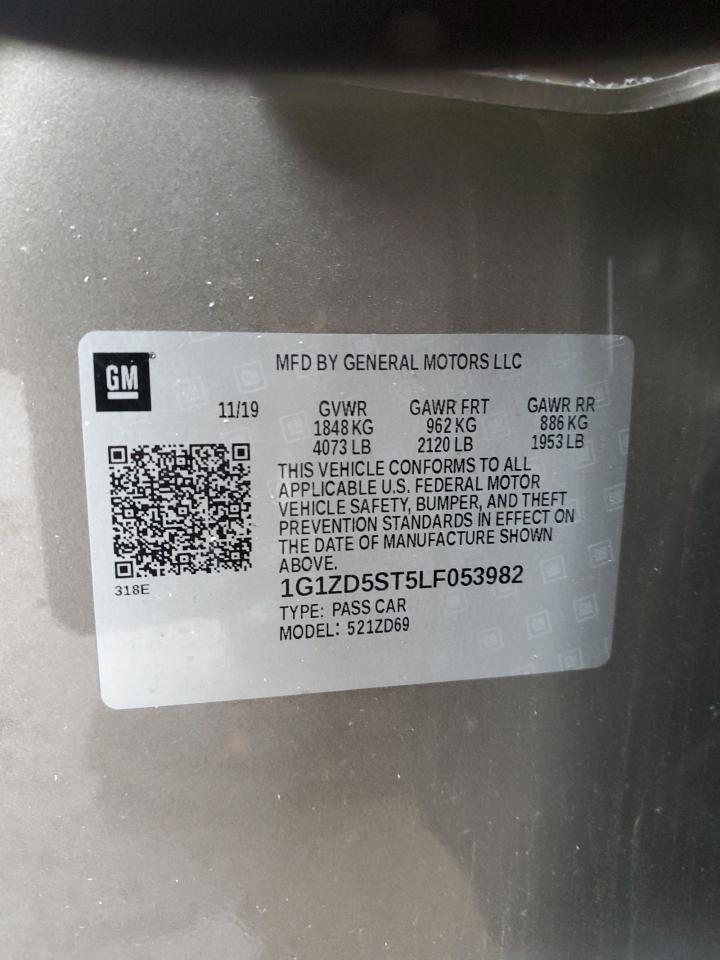 GM
MFD BY GENERAL MOTORS LLC
11/19 GVWR GAWR FRT GAWR RR
1848 KG 962 KG 886 KG
4073 LB 2120 LB 1953 LB
THIS VEHICLE CONFORMS TO ALL
APPLICABLE U.S. FEDERAL MOTOR
VEHICLE SAFETY, BUMPER, AND THEFT
PREVENTION STANDARDS IN EFFECT ON
THE DATE OF MANUFACTURE SHOWN
ABOVE.
318E
1G1ZD5ST5LF053982
TYPE: PASS CAR
MODEL: 521ZD69